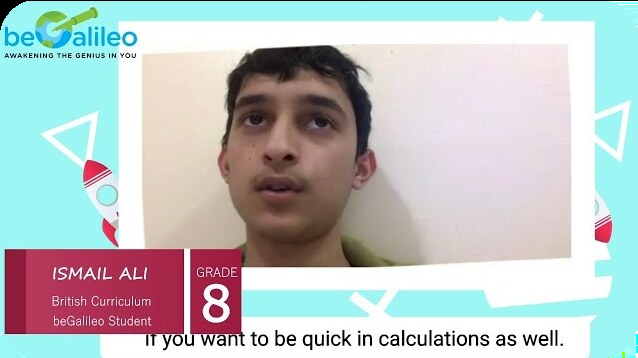 beGalileo
AWAKENING THE GENIUS IN YOU
ISMAIL ALI
British Curriculum
beGalileo Student
GRADE
8
If you want to be quick in calculations as well.